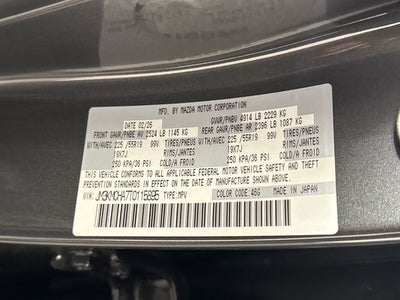 MFD. BY MAZDA MOTOR CORPORATION
DATE 02/26 GVWR/PNBV 4914 LB 2229 KG
FRONT GAWR/PNBE AV 2524 LB 1145 KG REAR GAWR/PNBE AR 2396 LB 1087 KG
WITH/AVEC 225 /55R19 99V TIRES/PNEUS WITH/AVEC 225 /55R19 99V TIRES/PNEUS
19X7J RIMS/JANTES 19X7J RIMS/JANTES
250 KPA/36 PSI COLD/A FROID 250 KPA/36 PSI COLD/A FROID
THIS VEHICLE CONFORMS TO ALL APPLICABLE FEDERAL MOTOR VEHICLE SAFETY AND THEFT
PREVENTION STANDARDS IN EFFECT ON THE DATE OF MANUFACTURE SHOWN ABOVE.
VIN: TYPE:MPV COLOR CODE:46G MADE IN JAPAN